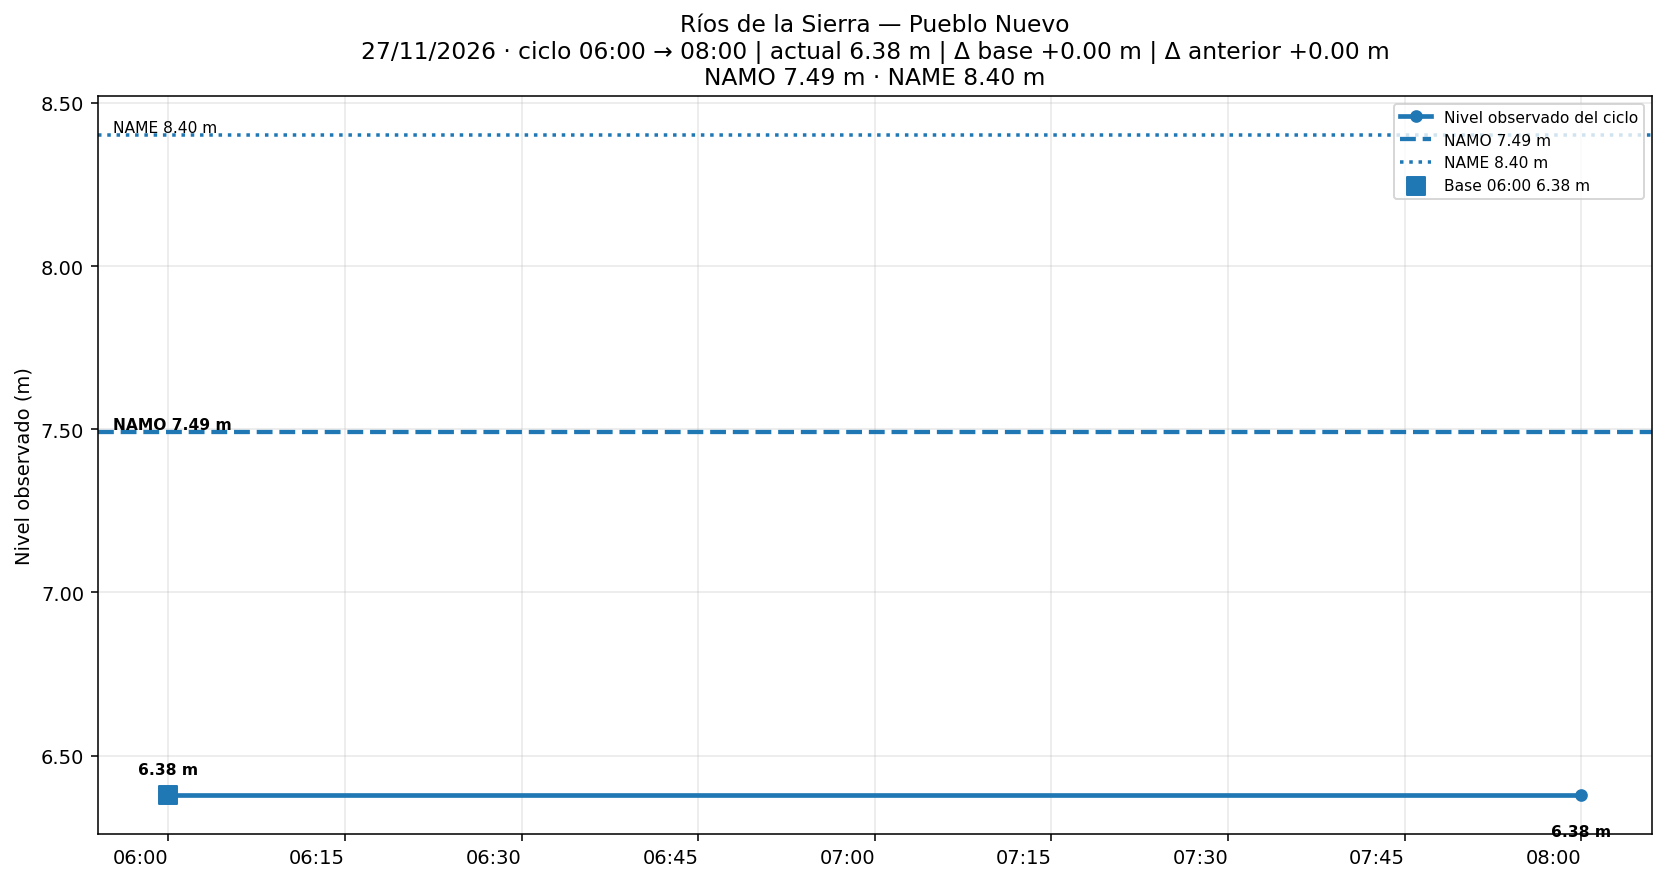 Ríos de la Sierra — Pueblo Nuevo
27/11/2026 · ciclo 06:00 → 08:00 | actual 6.38 m | Δ base +0.00 m | Δ anterior +0.00 m
NAMO 7.49 m · NAME 8.40 m
8.50
NAME 8.40 m
Nivel observado del ciclo
NAMO 7.49 m
NAME 8.40 m
Base 06:00 6.38 m
8.00
NAMO 7.49 m
7.50
Nivel observado (m)
7.00
6.50
6.38 m
6.38 m
06:00 06:15 06:30 06:45 07:00 07:15 07:30 07:45 08:00